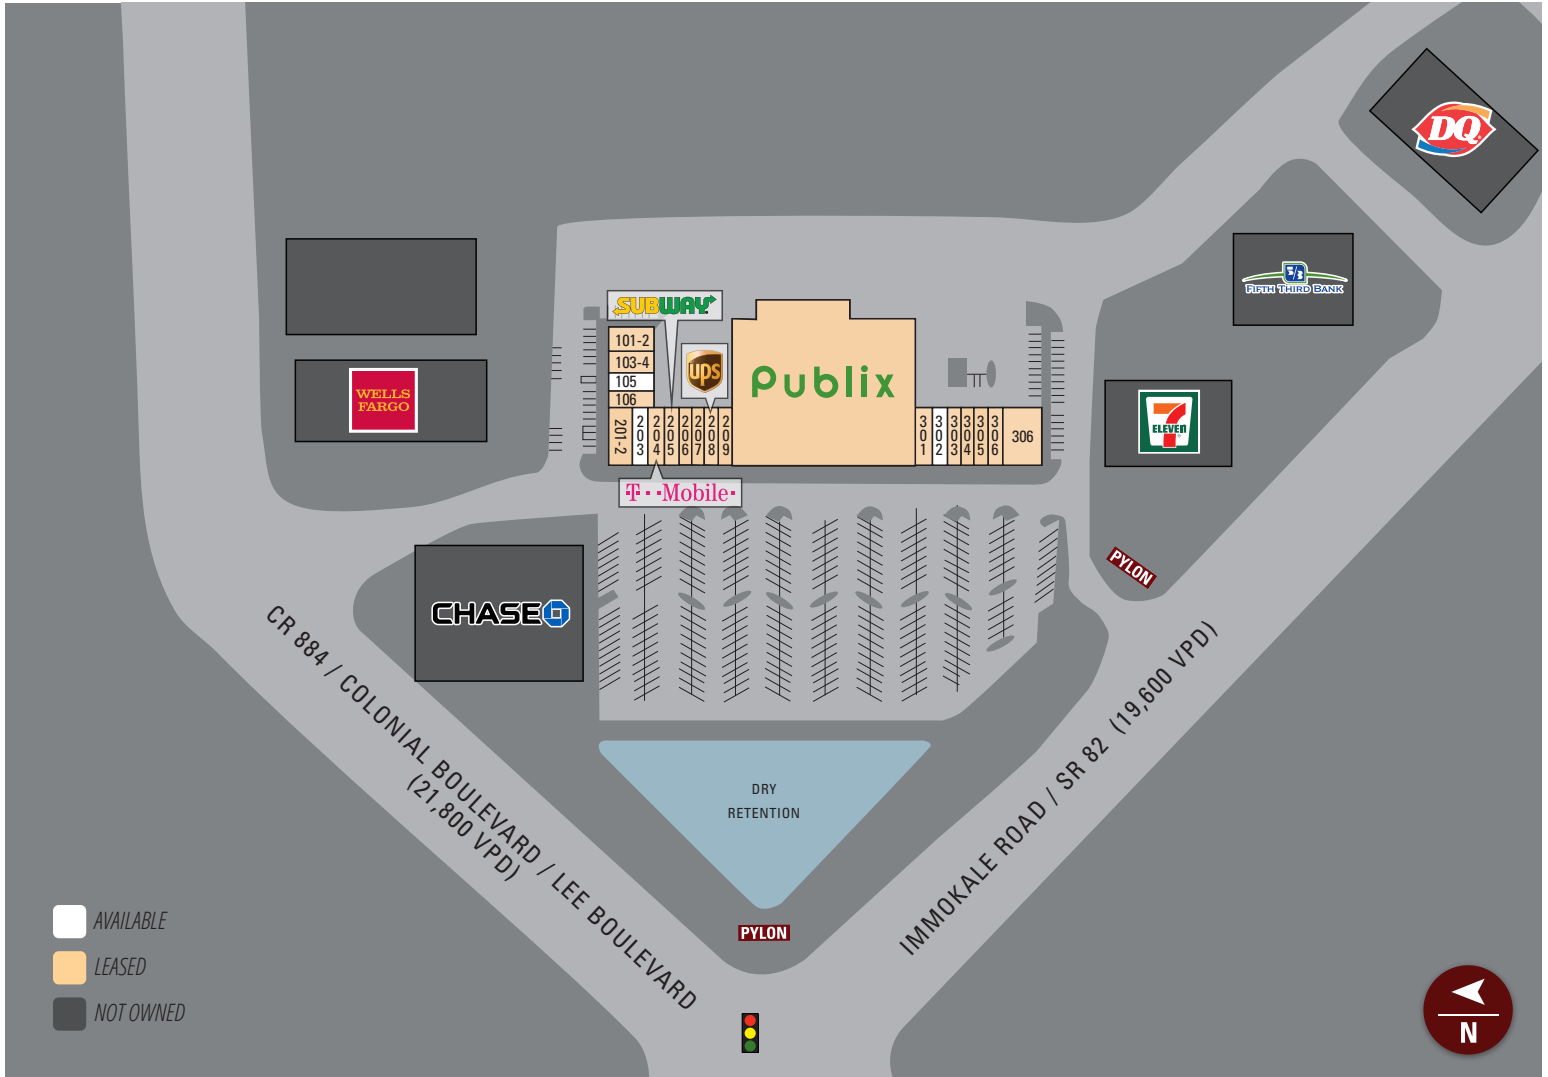 DQ
5/3
FIFTH THIRD BANK
SUBWAY
101-2
103-4
105
106
ups
Publix
WELLS
FARGO
7
ELEVEN
201-2
203
204
205
206
207
208
209
301
302
303
304
305
306
306
T Mobile
PYLON
CHASE
CR 884 / COLONIAL BOULEVARD / LEE BOULEVARD
(21,800 VPD)
IMMOKALE ROAD / SR 82 (19,600 VPD)
DRY
RETENTION
PYLON
AVAILABLE
LEASED
NOT OWNED
N